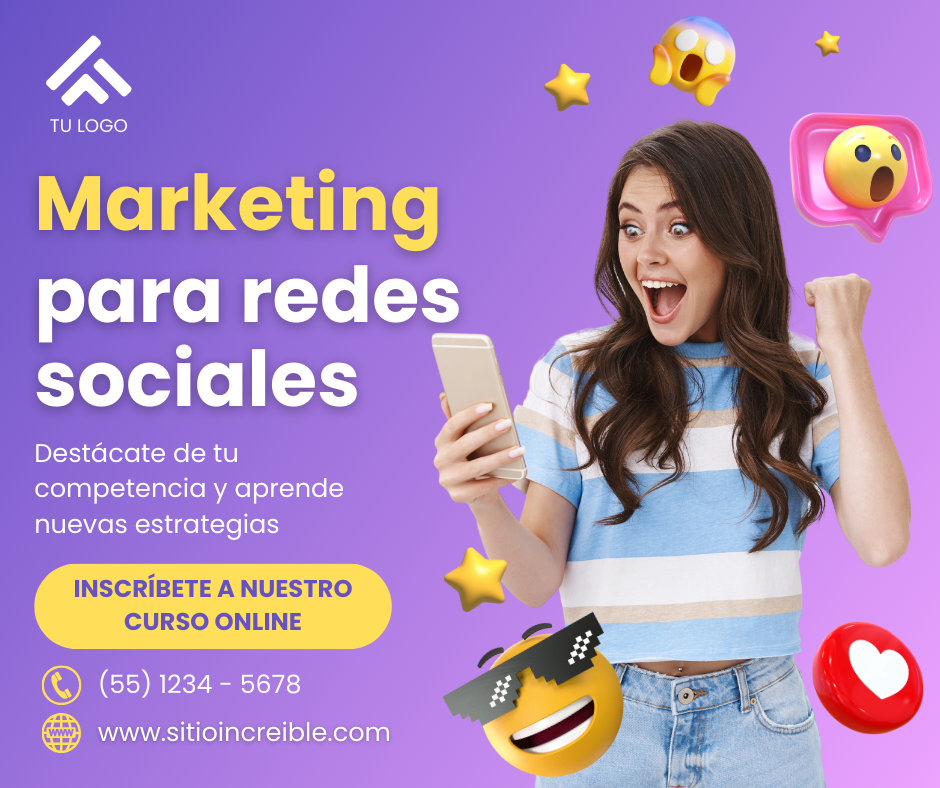 TU LOGO
Marketing
para redes
sociales
Destácate de tu
competencia y aprende
nuevas estrategias
INSCRÍBETE A NUESTRO
CURSO ONLINE
(55) 1234 - 5678
WWW
www.sitioincreible.com